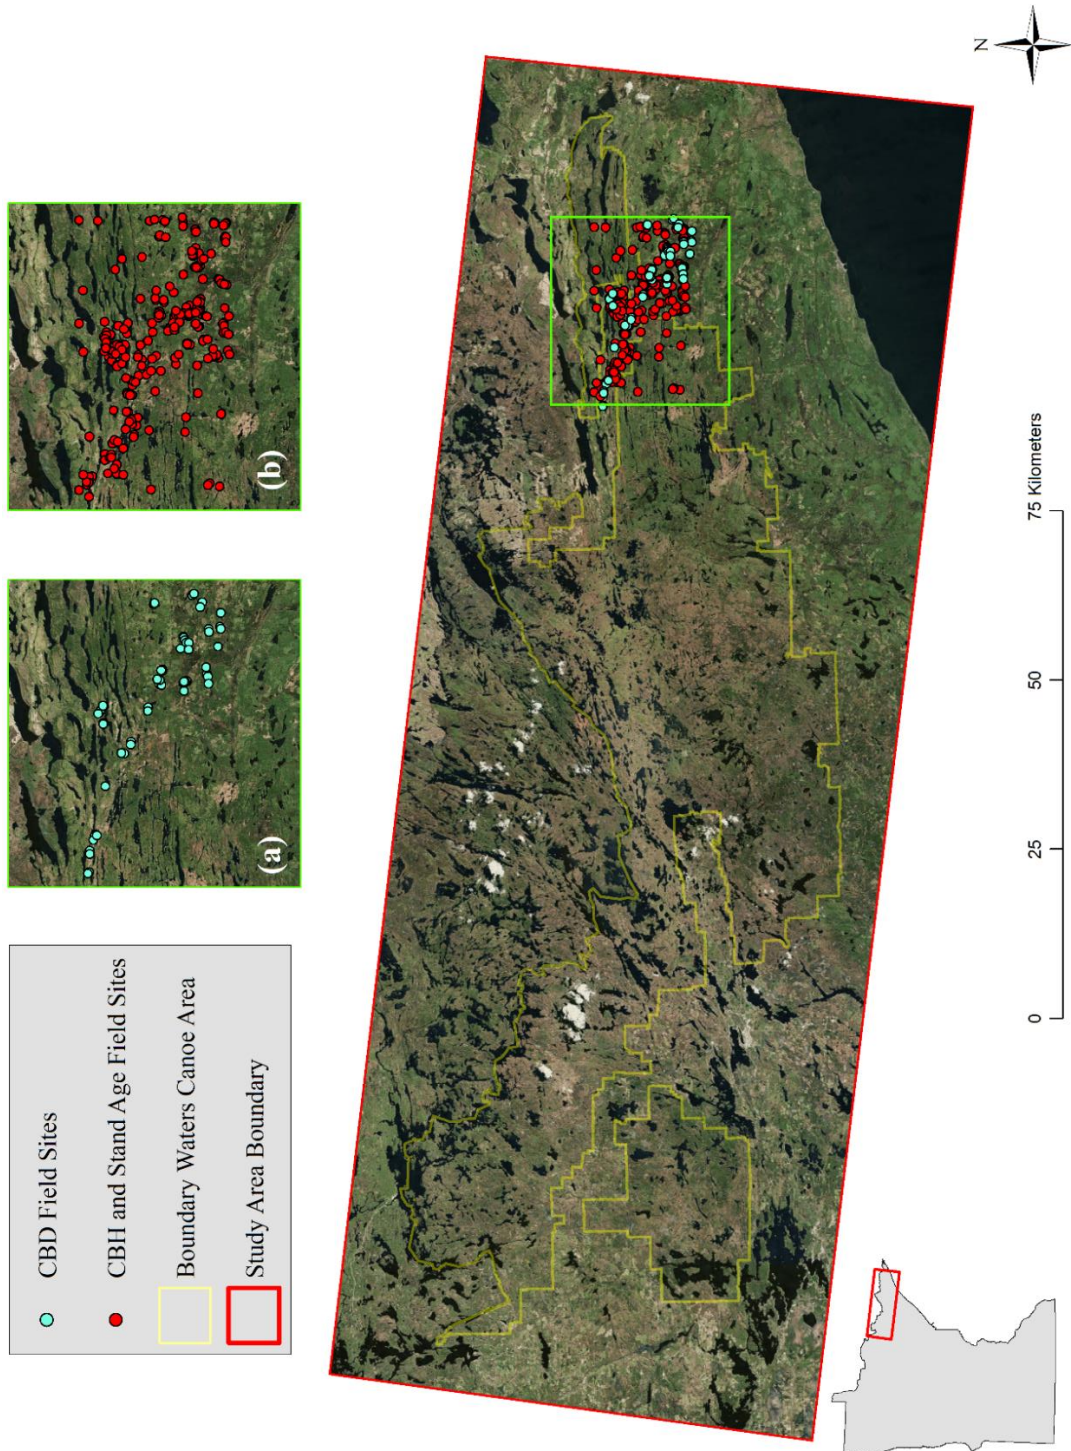 CBD Field Sites
CBH and Stand Age Field Sites
Boundary Waters Canoe Area
Study Area Boundary
(a)
(b)
N
0
25
50
75 Kilometers